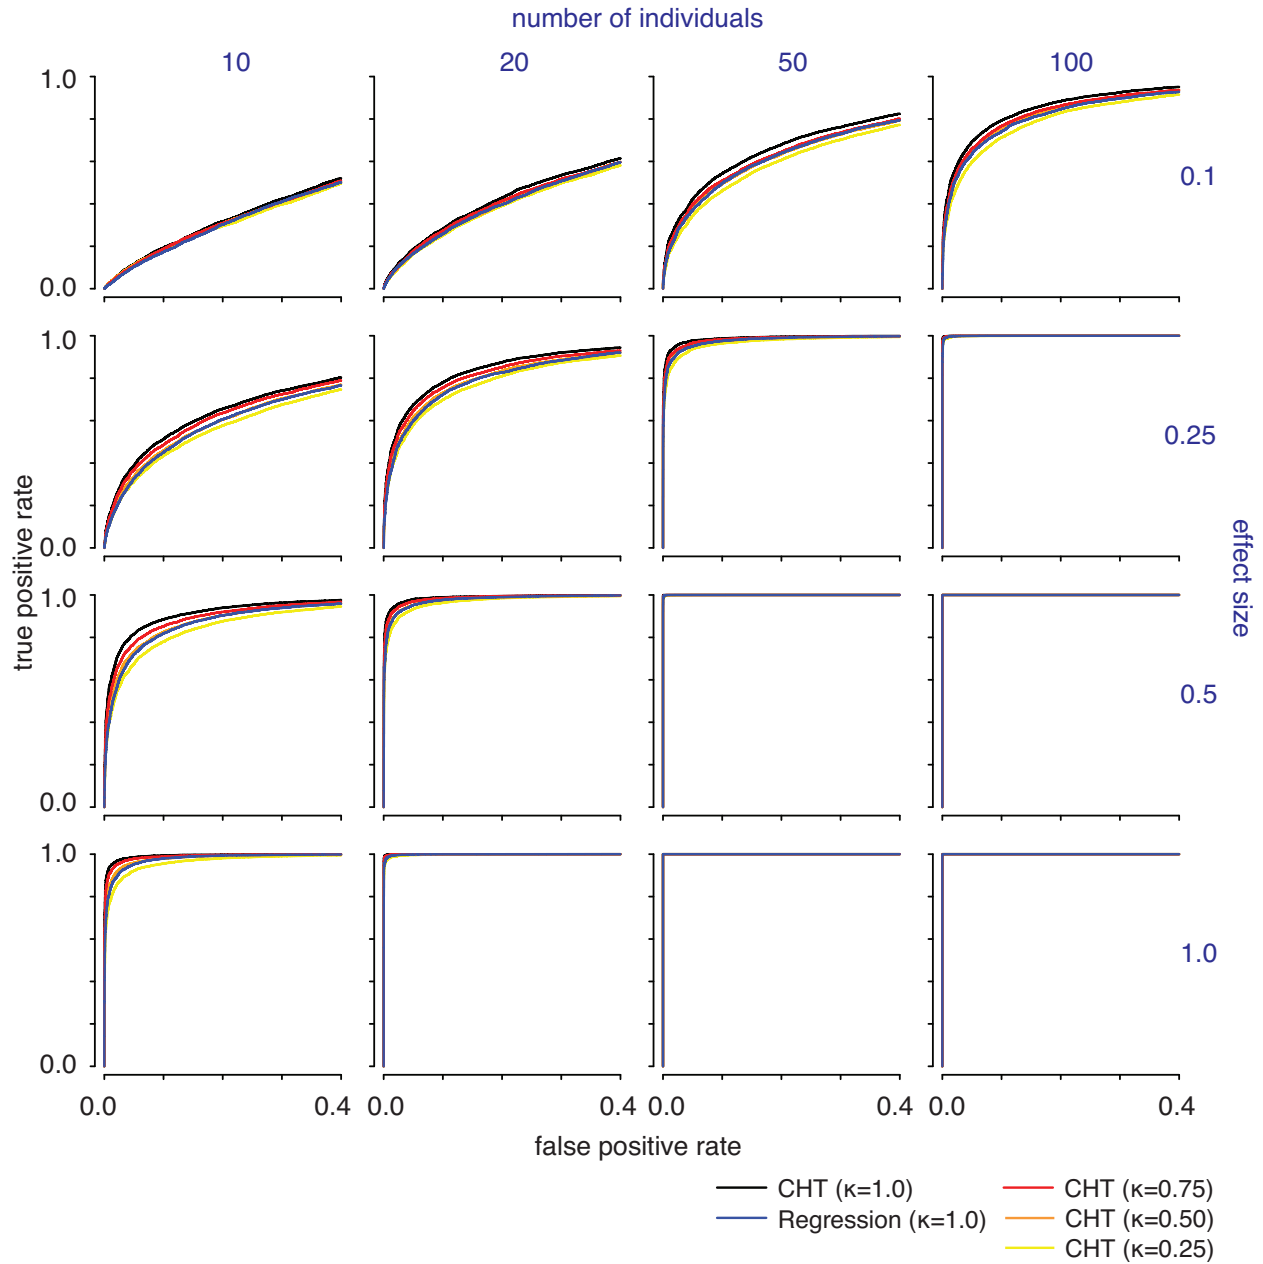 number of individuals
10 20 50 100
1.0
0.1
0.0
1.0
0.25
0.0
true positive rate
effect size
1.0
0.5
0.0
1.0
1.0
0.0
0.0 0.4 0.0 0.4 0.0 0.4 0.0 0.4
false positive rate
CHT (κ=1.0) CHT (κ=0.75)
Regression (κ=1.0) CHT (κ=0.50)
CHT (κ=0.25)